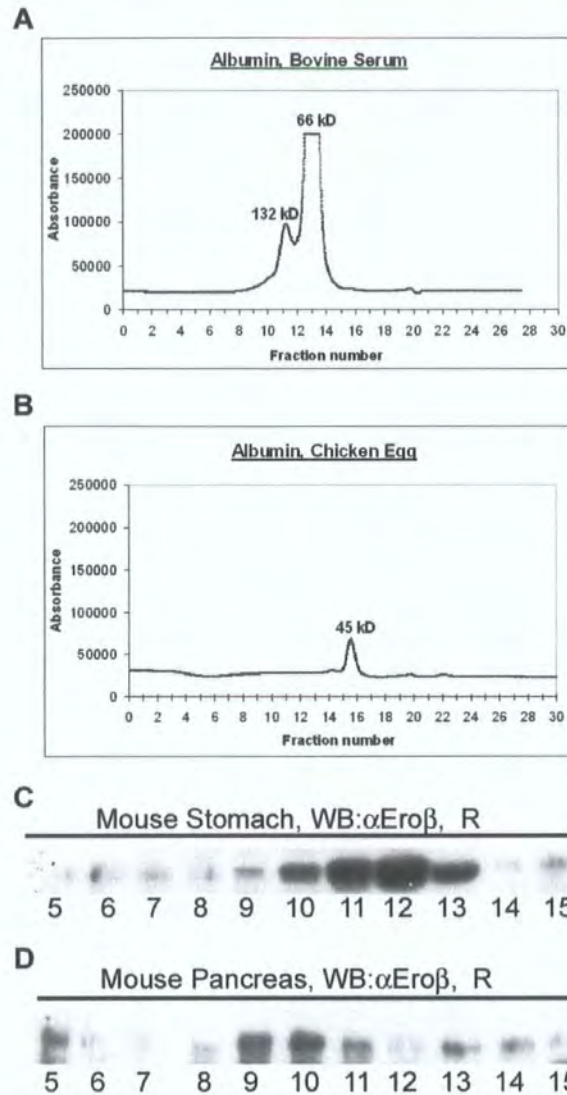 A
Albumin, Bovine Serum
250000
200000
150000
100000
50000
0
Absorbance
66 kD
132 kD
0 2 4 6 8 10 12 14 16 18 20 22 24 26 28 30
Fraction number
B
Albumin, Chicken Egg
250000
200000
150000
100000
50000
0
Absorbance
45 kD
0 2 4 6 8 10 12 14 16 18 20 22 24 26 28 30
Fraction number
C
Mouse Stomach, WB:αEroβ, R
5 6 7 8 9 10 11 12 13 14 15
D
Mouse Pancreas, WB:αEroβ, R
5 6 7 8 9 10 11 12 13 14 15